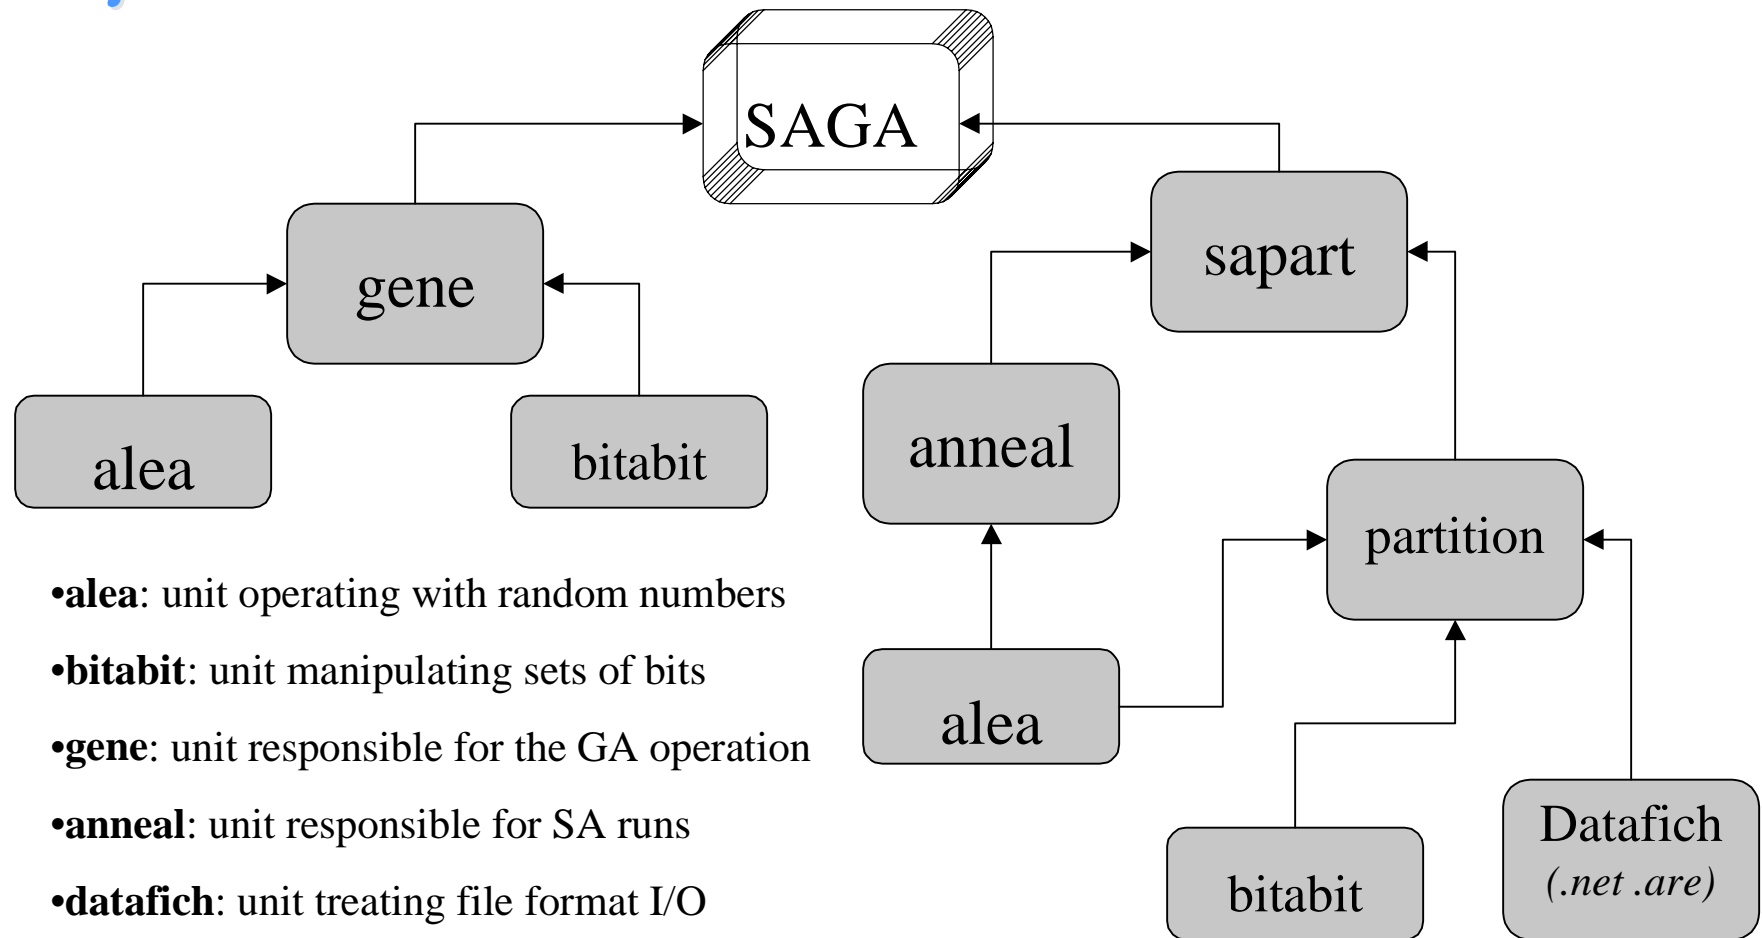 SAGA
gene
sapart
alea
bitabit
anneal
partition
alea
bitabit
Datafich
(.net .are)
•alea: unit operating with random numbers
•bitabit: unit manipulating sets of bits
•gene: unit responsible for the GA operation
•anneal: unit responsible for SA runs
•datafich: unit treating file format I/O